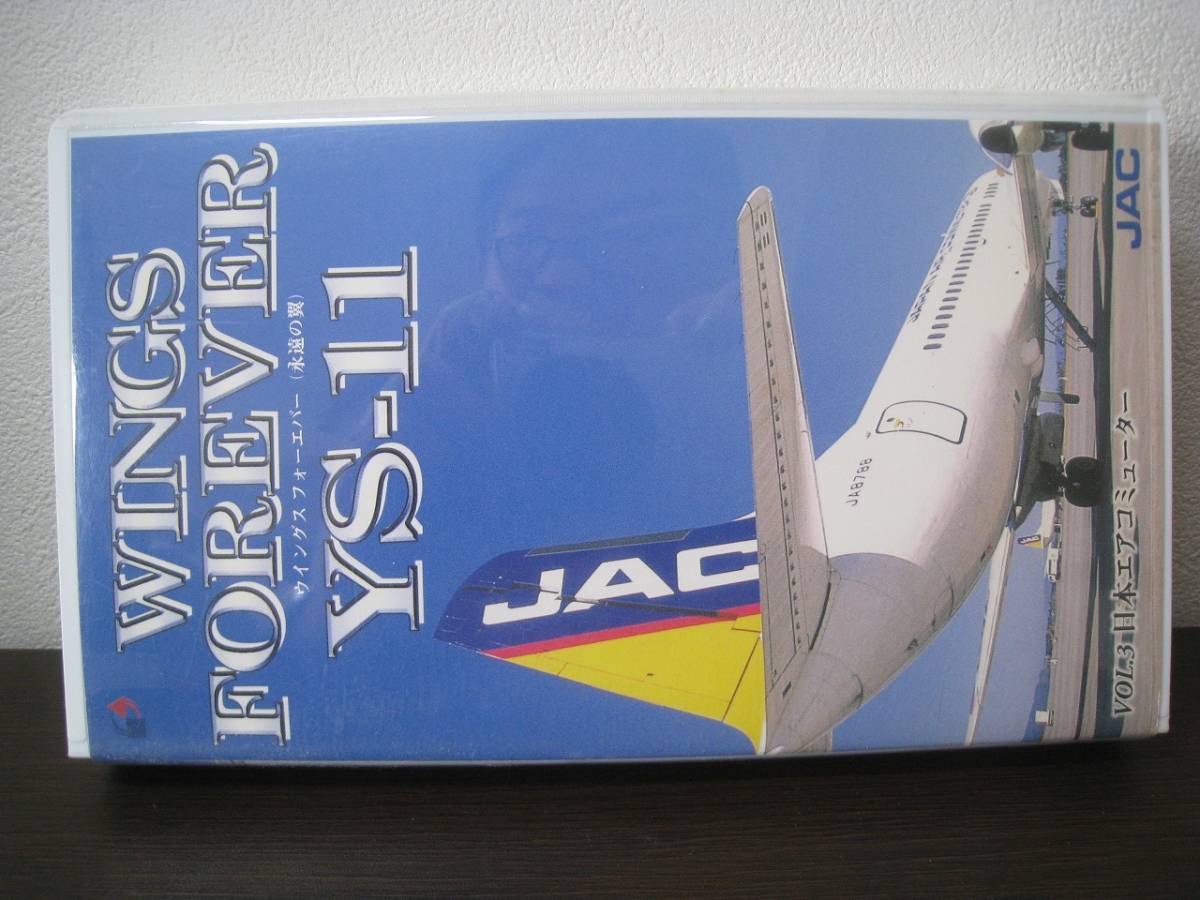 WINGS
FOREVER
ウイングスフォーエバー（永遠の翼）
YS-11
JAC
JA8788
VOL.3 日本エアコミューター
JAC